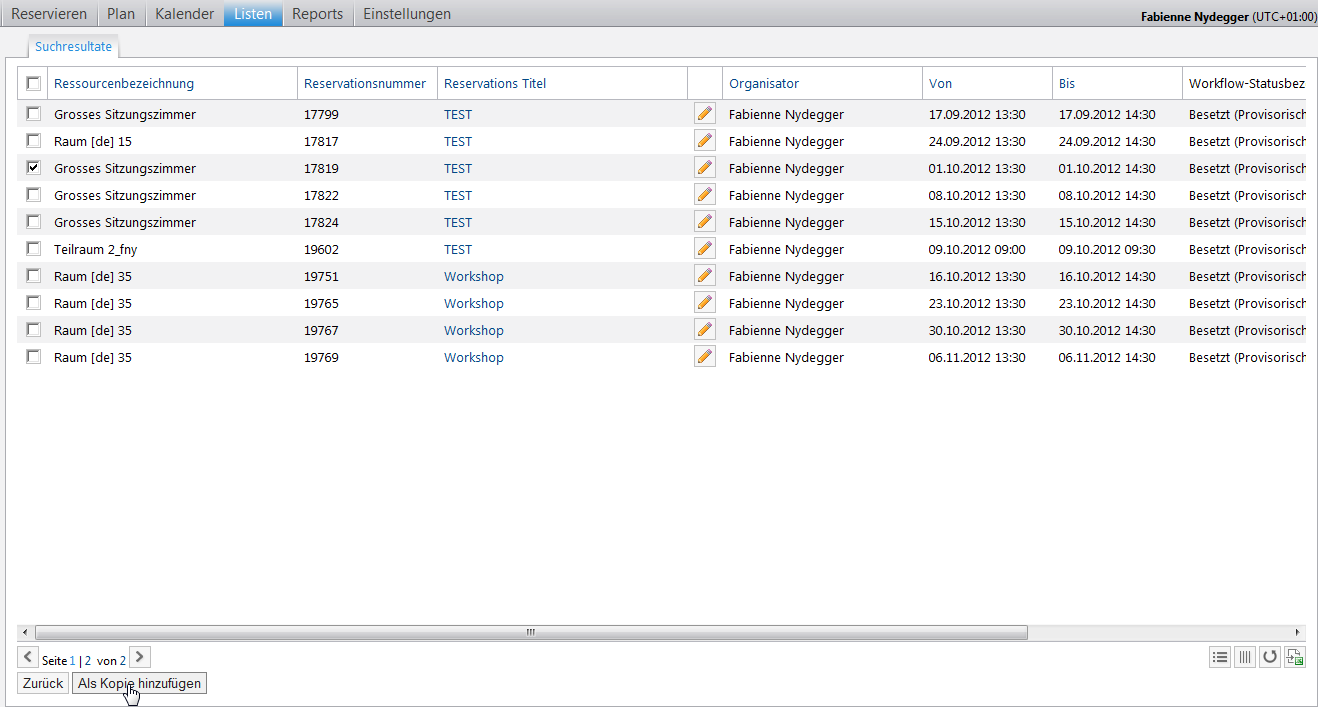 Reservieren Plan Kalender Listen Reports Einstellungen Fabienne Nydegger (UTC+01:00)
Suchresultate
Ressourcenbezeichnung Reservationsnummer Reservations Titel Organisator Von Bis Workflow-Statusbez
Grosses Sitzungszimmer 17799 TEST Fabienne Nydegger 17.09.2012 13:30 17.09.2012 14:30 Besetzt (Provisorisch
Raum [de] 15 17817 TEST Fabienne Nydegger 24.09.2012 13:30 24.09.2012 14:30 Besetzt (Provisorisch
Grosses Sitzungszimmer 17819 TEST Fabienne Nydegger 01.10.2012 13:30 01.10.2012 14:30 Besetzt (Provisorisch
Grosses Sitzungszimmer 17822 TEST Fabienne Nydegger 08.10.2012 13:30 08.10.2012 14:30 Besetzt (Provisorisch
Grosses Sitzungszimmer 17824 TEST Fabienne Nydegger 15.10.2012 13:30 15.10.2012 14:30 Besetzt (Provisorisch
Teilraum 2_fny 19602 TEST Fabienne Nydegger 09.10.2012 09:00 09.10.2012 09:30 Besetzt (Provisorisch
Raum [de] 35 19751 Workshop Fabienne Nydegger 16.10.2012 13:30 16.10.2012 14:30 Besetzt (Provisorisch
Raum [de] 35 19765 Workshop Fabienne Nydegger 23.10.2012 13:30 23.10.2012 14:30 Besetzt (Provisorisch
Raum [de] 35 19767 Workshop Fabienne Nydegger 30.10.2012 13:30 30.10.2012 14:30 Besetzt (Provisorisch
Raum [de] 35 19769 Workshop Fabienne Nydegger 06.11.2012 13:30 06.11.2012 14:30 Besetzt (Provisorisch
Seite 1 | 2 von 2
Zurück Als Kopie hinzufügen